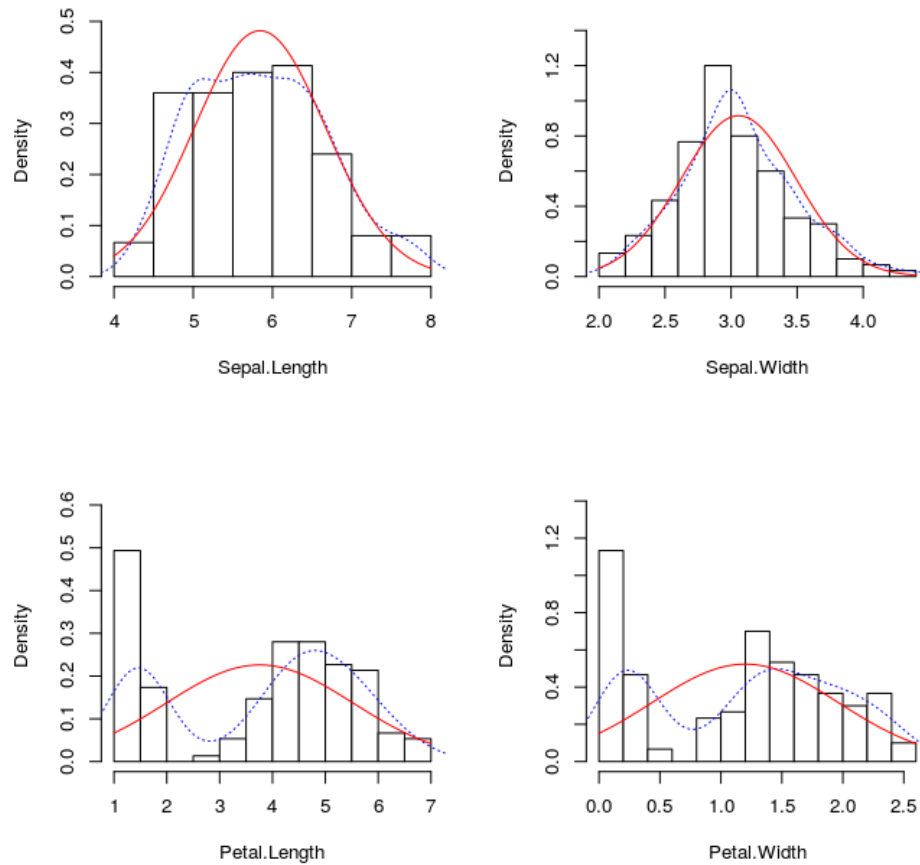 Density
0.0 0.1 0.2 0.3 0.4 0.5
4 5 6 7 8
Sepal.Length
Density
0.0 0.4 0.8 1.2
2.0 2.5 3.0 3.5 4.0
Sepal.Width
Density
0.0 0.1 0.2 0.3 0.4 0.5 0.6
1 2 3 4 5 6 7
Petal.Length
Density
0.0 0.4 0.8 1.2
0.0 0.5 1.0 1.5 2.0 2.5
Petal.Width